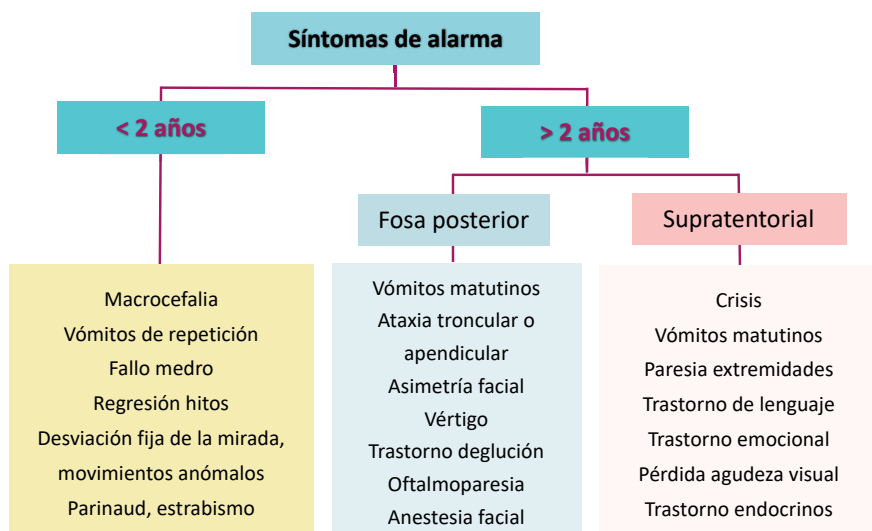 Síntomas de alarma
< 2 años
> 2 años
Fosa posterior
Supratentorial
Macrocefalia
Vómitos de repetición
Fallo medro
Regresión hitos
Desviación fija de la mirada,
movimientos anómalos
Parinaud, estrabismo
Vómitos matutinos
Ataxia troncular o
apendicular
Asimetría facial
Vértigo
Trastorno deglución
Oftalmoparesia
Anestesia facial
Crisis
Vómitos matutinos
Paresia extremidades
Trastorno de lenguaje
Trastorno emocional
Pérdida agudeza visual
Trastorno endocrinos